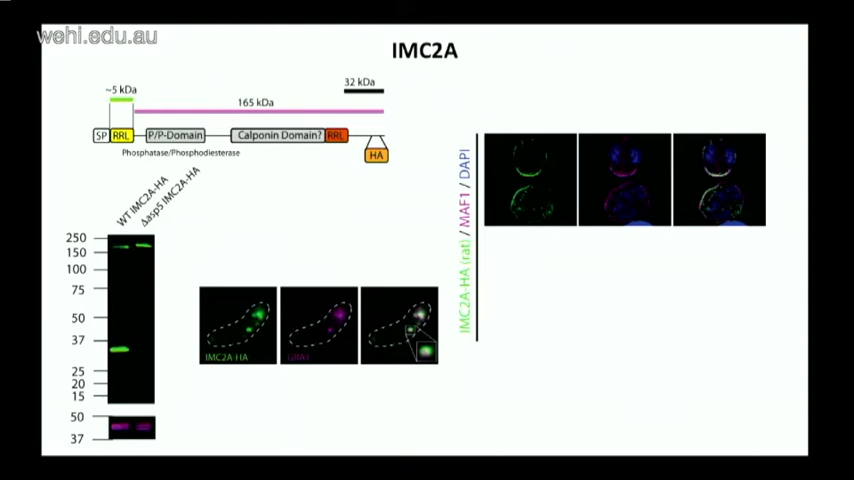 wehi.edu.au
IMC2A
~5 kDa
32 kDa
165 kDa
SP
RRL
P/P-Domain
Calponin Domain?
RRL
HA
Phosphatase/Phosphodiesterase
WT IMC2A-HA
Δasp5 IMC2A-HA
250
150
100
75
50
37
25
20
15
50
37
IMC2A-HA
GRA1
IMC2A-HA (rat) / MAF1 / DAPI